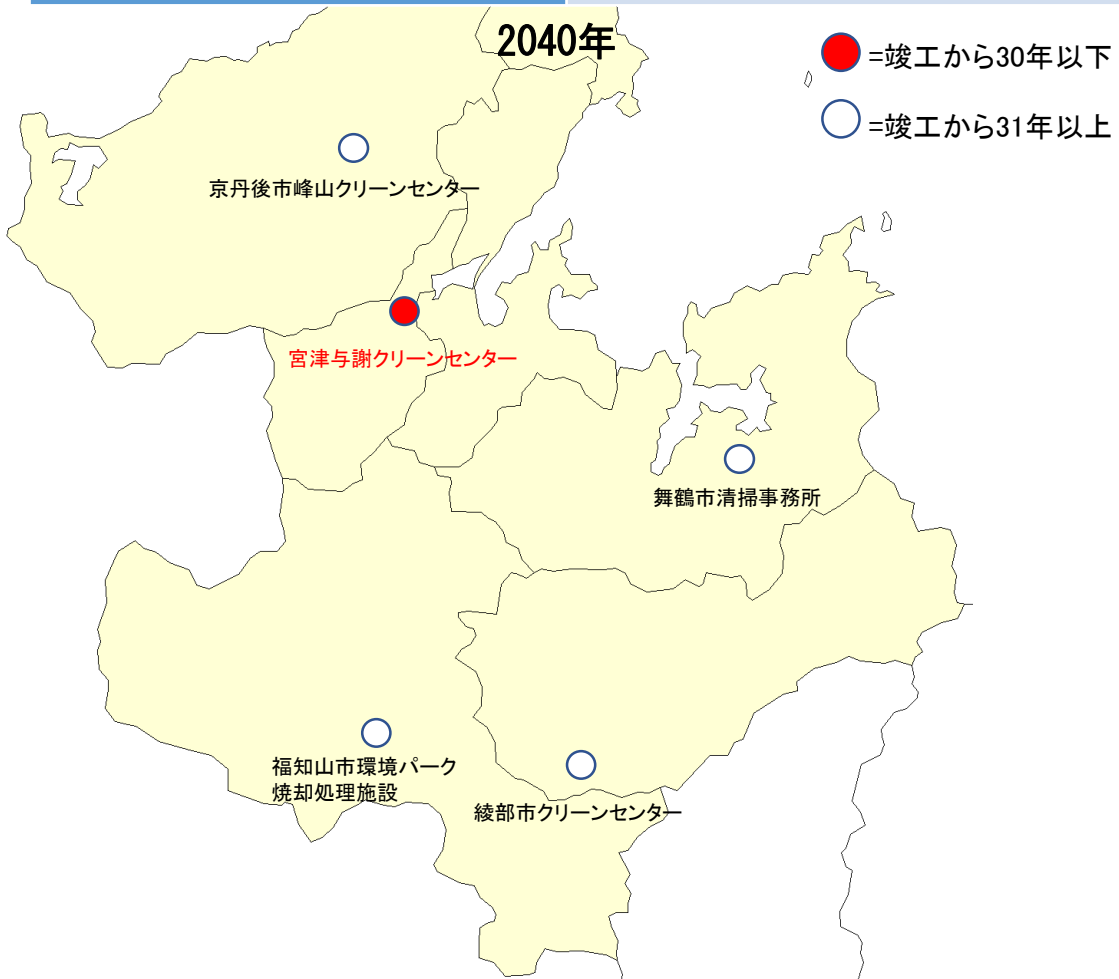 2040年
=竣工から30年以下
=竣工から31年以上
京丹後市峰山クリーンセンター
宮津与謝クリーンセンター
舞鶴市清掃事務所
福知山市環境パーク
焼却処理施設
綾部市クリーンセンター